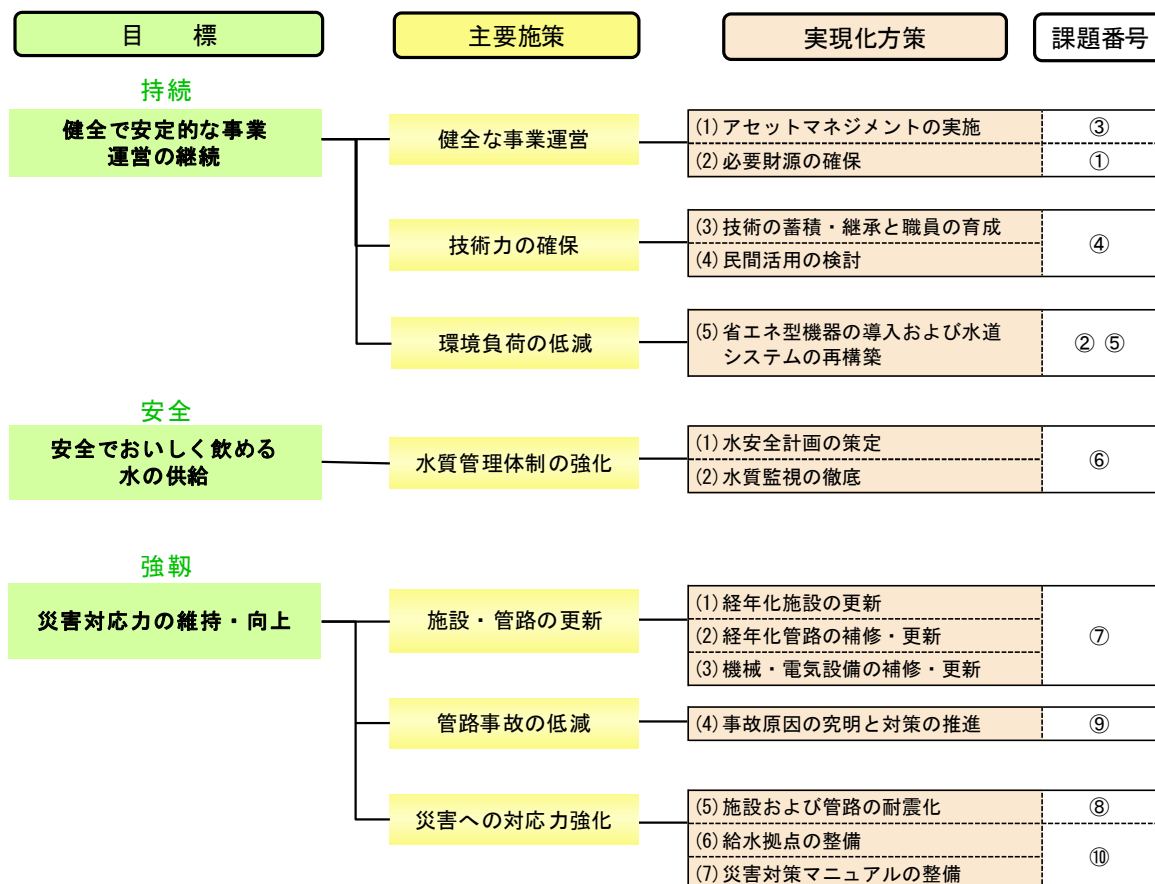 目　標
主要施策
実現化方策
課題番号
持続
健全で安定的な事業
運営の継続
健全な事業運営
(1)アセットマネジメントの実施
③
(2)必要財源の確保
①
技術力の確保
(3)技術の蓄積・継承と職員の育成
(4)民間活用の検討
④
環境負荷の低減
(5)省エネ型機器の導入および水道
システムの再構築
② ⑤
安全
安全でおいしく飲める
水の供給
水質管理体制の強化
(1)水安全計画の策定
(2)水質監視の徹底
⑥
強靱
災害対応力の維持・向上
施設・管路の更新
(1)経年化施設の更新
(2)経年化管路の補修・更新
(3)機械・電気設備の補修・更新
⑦
管路事故の低減
(4)事故原因の究明と対策の推進
⑨
災害への対応力強化
(5)施設および管路の耐震化
⑧
(6)給水拠点の整備
(7)災害対策マニュアルの整備
⑩